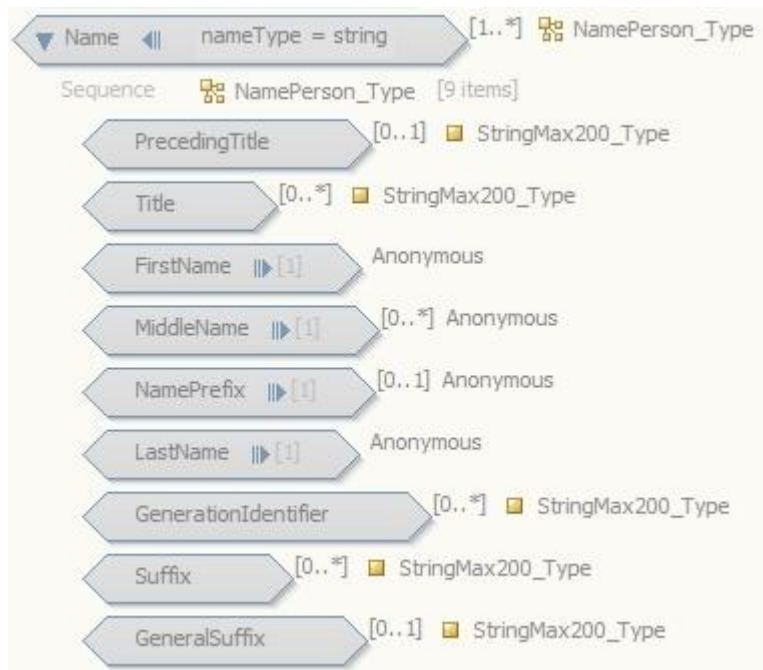 Name nameType = string [1..*] NamePerson_Type
Sequence NamePerson_Type [9 items]
PrecedingTitle [0..1] StringMax200_Type
Title [0..*] StringMax200_Type
FirstName [1] Anonymous
MiddleName [1] [0..*] Anonymous
NamePrefix [1] [0..1] Anonymous
LastName [1] Anonymous
GenerationIdentifier [0..*] StringMax200_Type
Suffix [0..*] StringMax200_Type
GeneralSuffix [0..1] StringMax200_Type